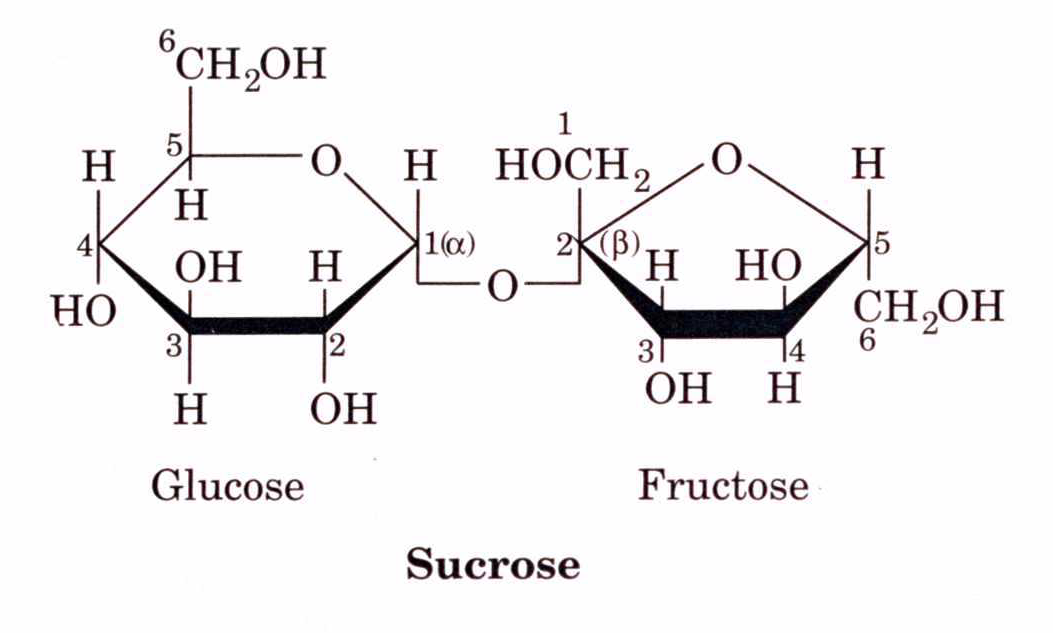 6
CH2OH
1
H 5 O H HOCH2 O H
H
4 1(α) 2 (β) 5
OH H H HO
HO O CH2OH
3 2 3 4 6
H OH OH H
Glucose Fructose
Sucrose